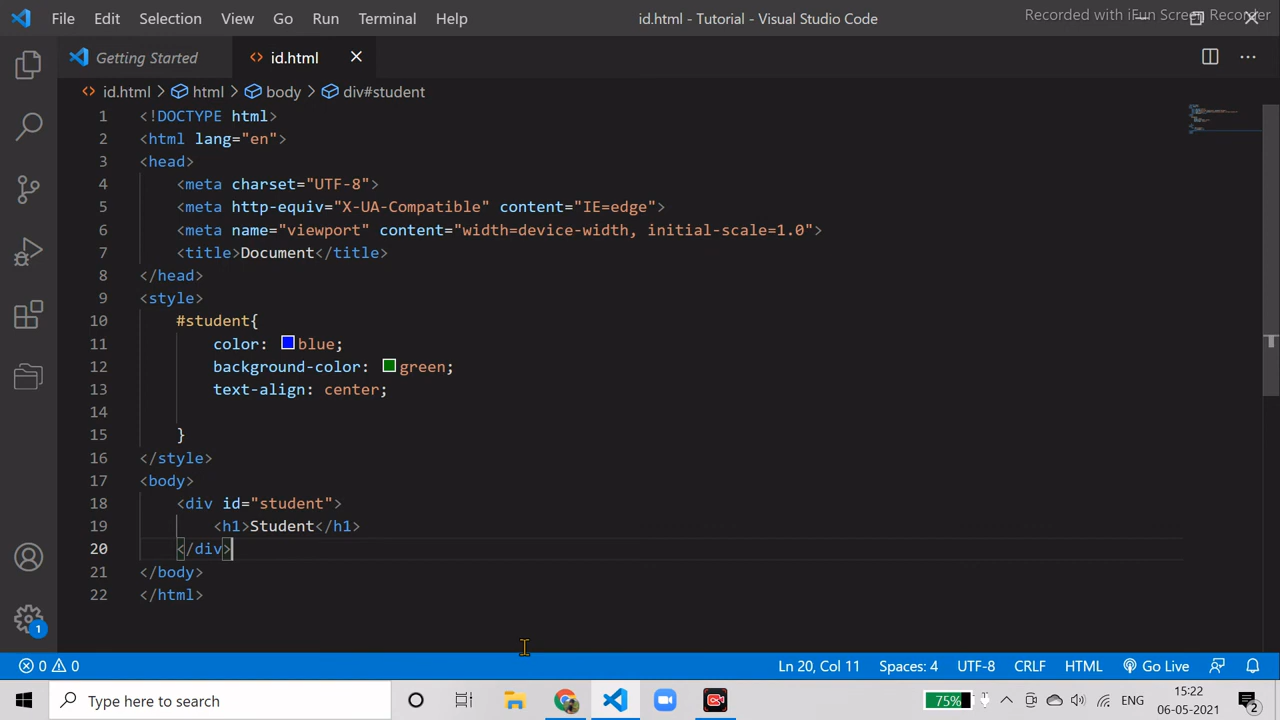 File Edit Selection View Go Run Terminal Help id.html - Tutorial - Visual Studio Code Recorded with iFun Screen Recorder
Getting Started id.html
id.html > html > body > div#student
1 <!DOCTYPE html>
2 <html lang="en">
3 <head>
4 <meta charset="UTF-8">
5 <meta http-equiv="X-UA-Compatible" content="IE=edge">
6 <meta name="viewport" content="width=device-width, initial-scale=1.0">
7 <title>Document</title>
8 </head>
9 <style>
10 #student{
11 color: blue;
12 background-color: green;
13 text-align: center;
14
15 }
16 </style>
17 <body>
18 <div id="student">
19 <h1>Student</h1>
20 </div>
21 </body>
22 </html>
1
0 0 Ln 20, Col 11 Spaces: 4 UTF-8 CRLF HTML Go Live
Type here to search 75% ENG 15:22
06-05-2021 2